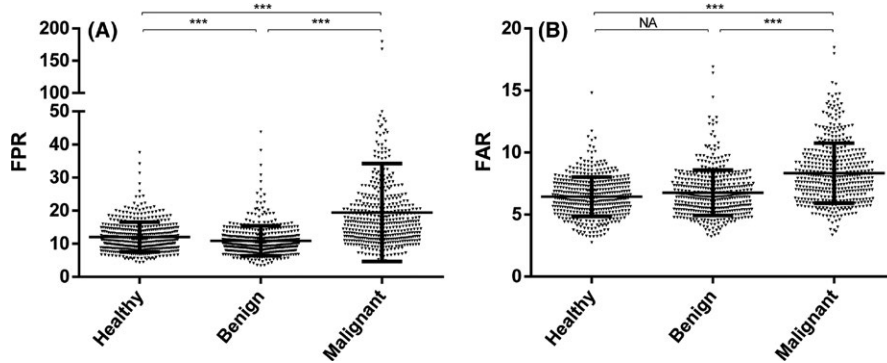 *** ***
*** *** NA ***
200 (A) 20 (B)
150
100 15
50
40 10
30
20 5
10
0 0
FPR FAR
Healthy Benign Malignant Healthy Benign Malignant